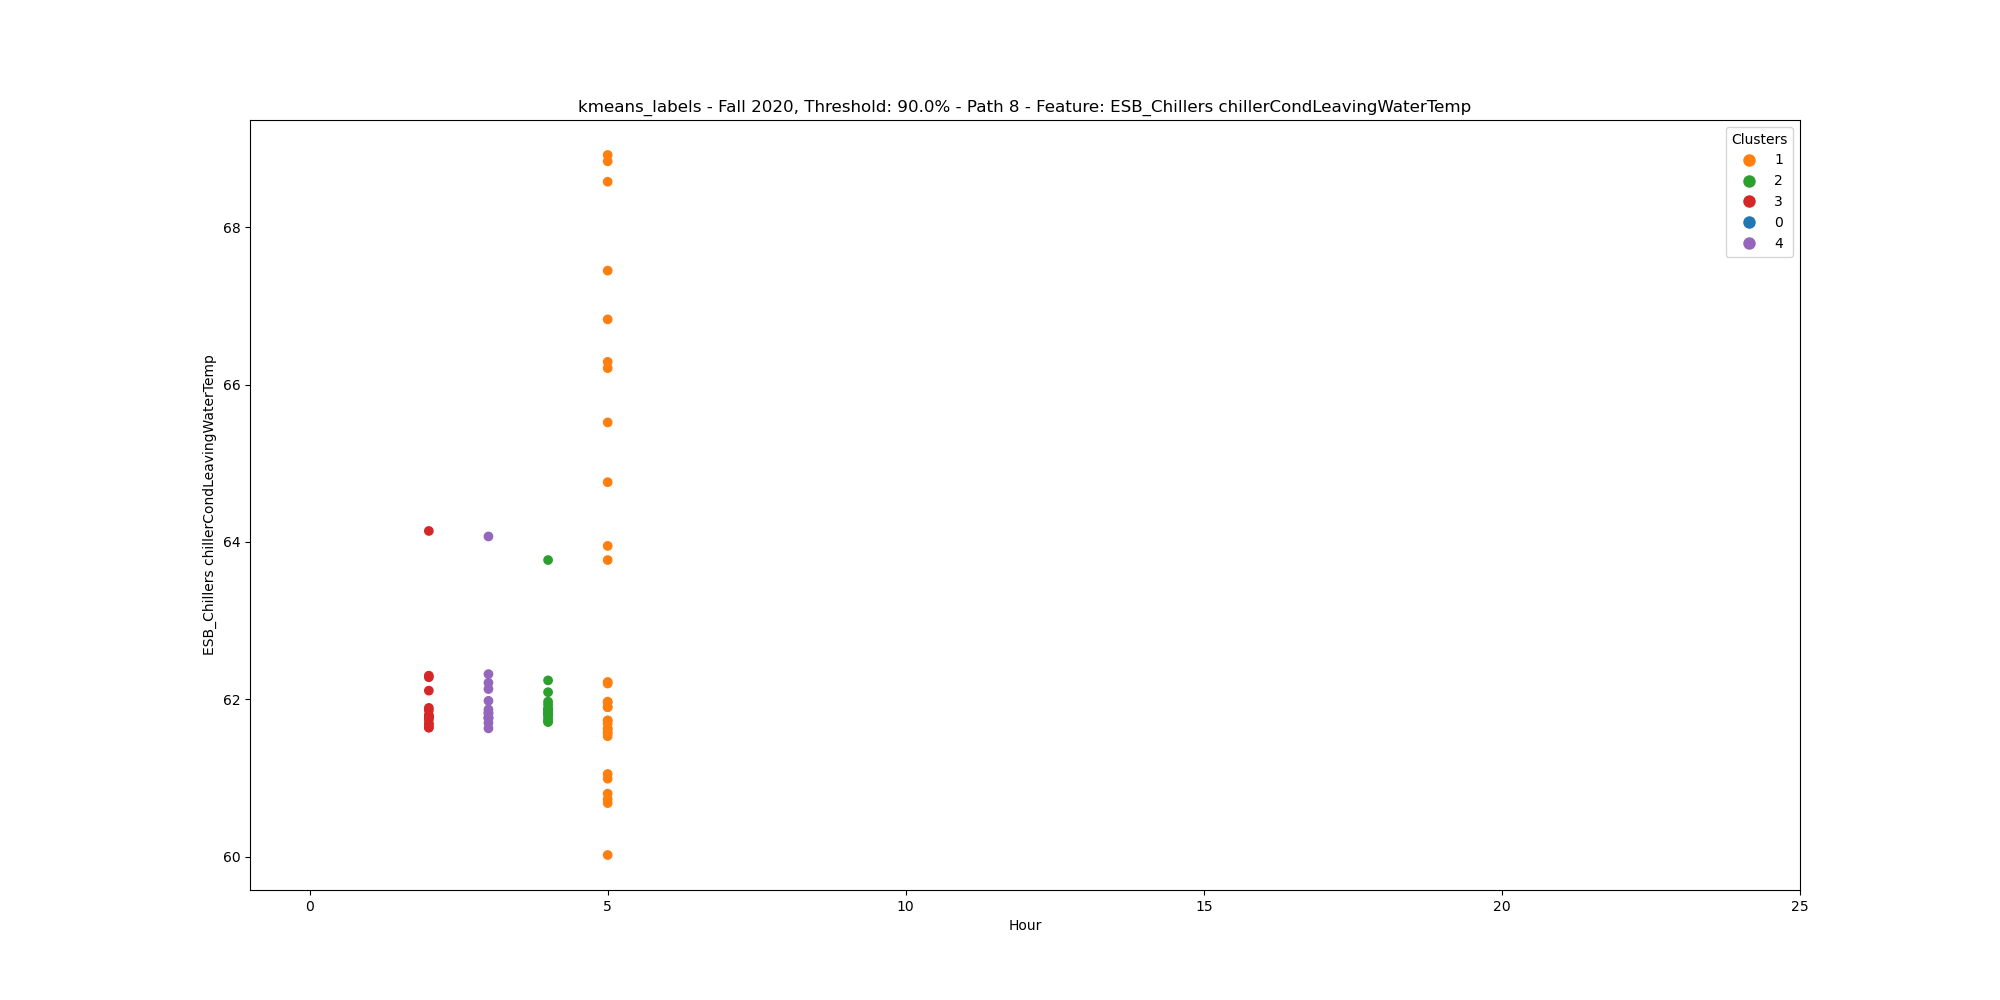 kmeans_labels - Fall 2020, Threshold: 90.0% - Path 8 - Feature: ESB_Chillers chillerCondLeavingWaterTemp
Clusters
1
2
3
0
4
ESB_Chillers chillerCondLeavingWaterTemp
68
66
64
62
60
0 5 10 15 20 25
Hour